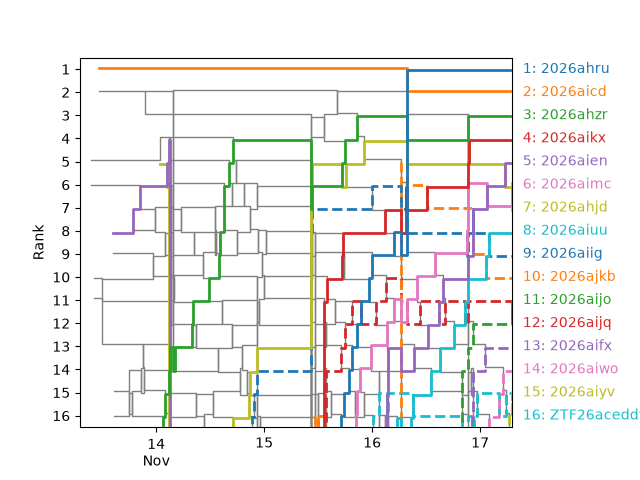 1
2
3
4
5
6
7
8
9
10
11
12
13
14
15
16
Rank
14
15
16
17
Nov
1: 2026ahru
2: 2026aicd
3: 2026ahzr
4: 2026aikx
5: 2026aien
6: 2026aimc
7: 2026ahjd
8: 2026aiuu
9: 2026aiig
10: 2026ajkb
11: 2026aijo
12: 2026aijq
13: 2026aifx
14: 2026aiwo
15: 2026aiyv
16: ZTF26acedd